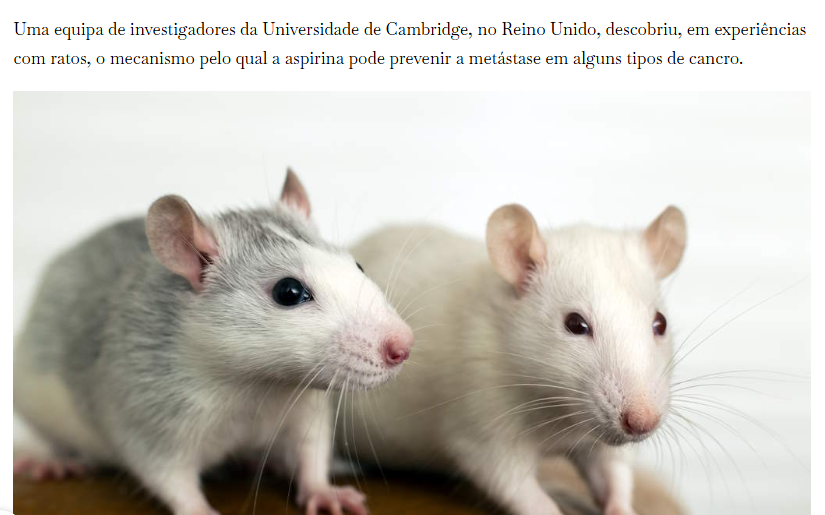 Uma equipa de investigadores da Universidade de Cambridge, no Reino Unido, descobriu, em experiências
com ratos, o mecanismo pelo qual a aspirina pode prevenir a metástase em alguns tipos de cancro.